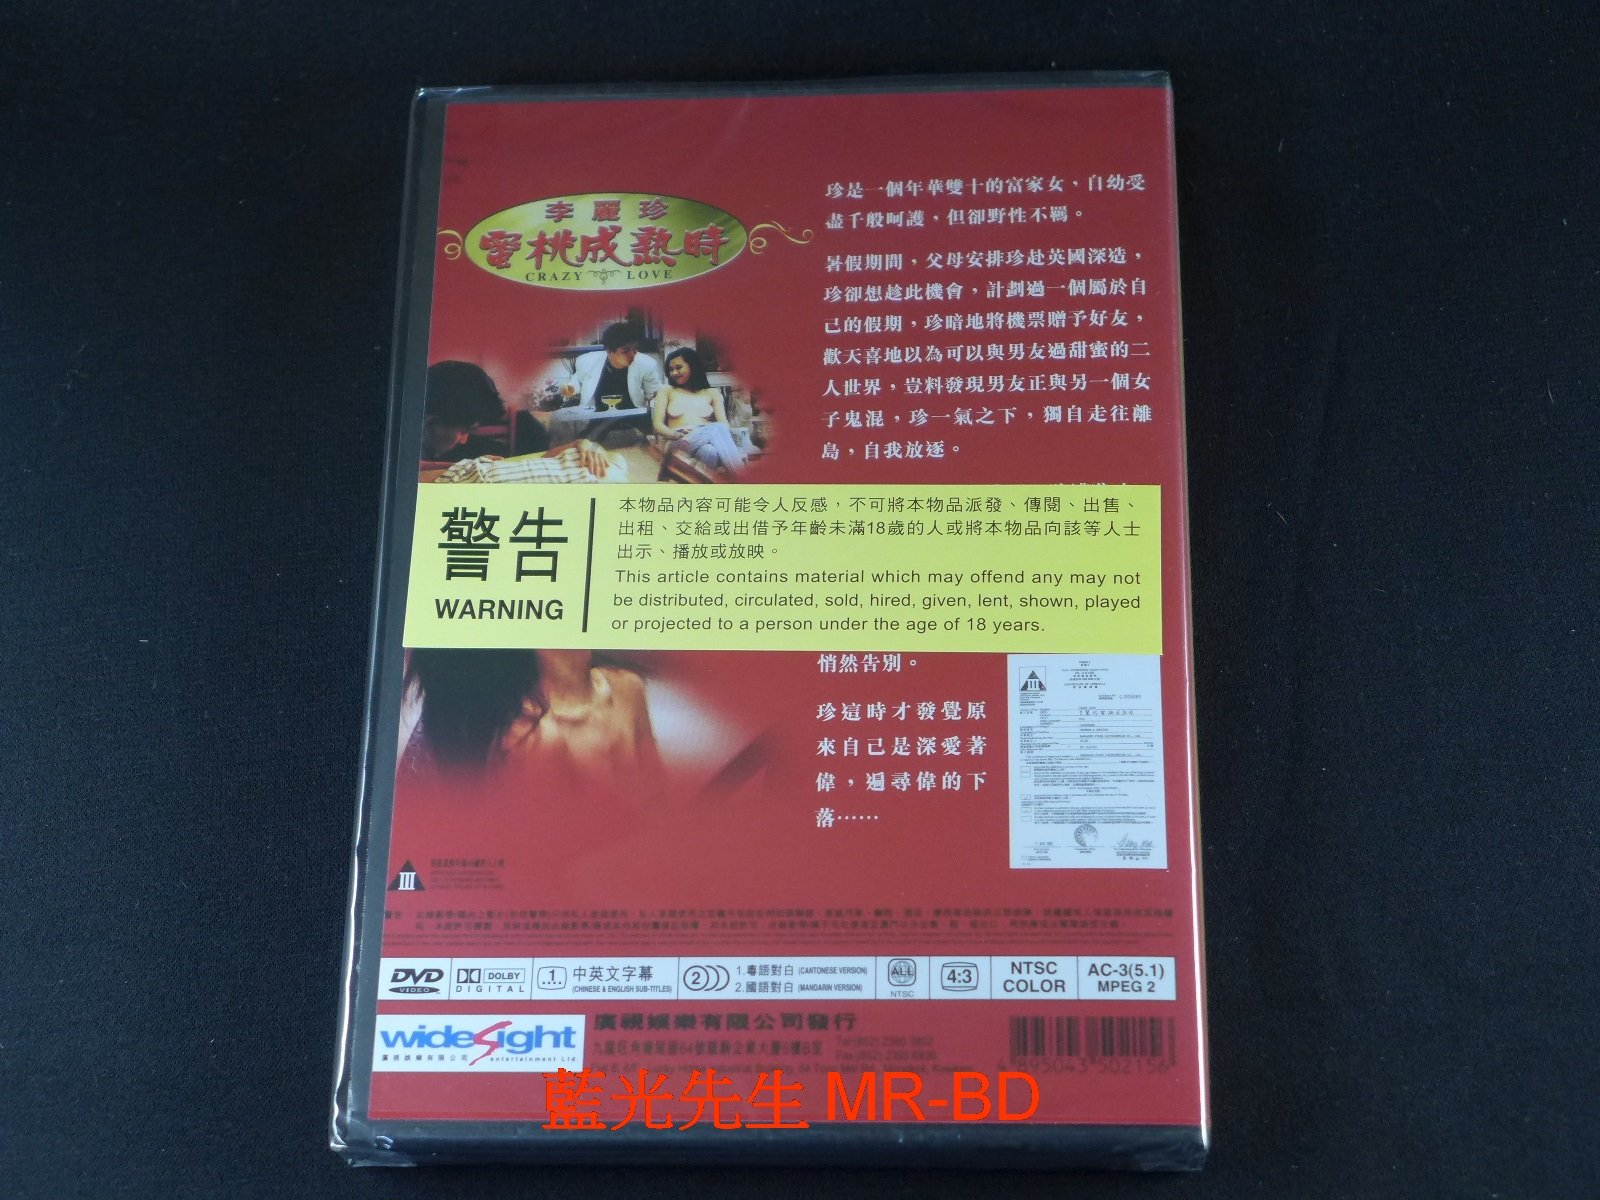 李麗珍
蜜桃成熟時
CRAZY LOVE
珍是一個年華雙十的富家女，自幼受
盡千般呵護，但卻野性不羈。
暑假期間，父母安排珍赴英國深造，
珍卻想趁此機會，計劃過一個屬於自
己的假期，珍暗地將機票贈予好友，
歡天喜地以為可以與男友過甜蜜的二
人世界，豈料發現男友正與另一個女
子鬼混，珍一氣之下，獨自走往離
島，自我放逐。
警告
WARNING
本物品內容可能令人反感，不可將本物品派發、傳閱、出售、
出租、交給或出借予年齡未滿18歲的人或將本物品向該等人士
出示、播放或放映。
This article contains material which may offend any may not
be distributed, circulated, sold, hired, given, lent, shown, played
or projected to a person under the age of 18 years.
悄然告別。
珍這時才發覺原
來自己是深愛著
偉，遍尋偉的下
落……
III
III
DVD
VIDEO
DOLBY
DIGITAL
1
中英文字幕
(CHINESE & ENGLISH SUB-TITLES)
2
1.粵語對白 (CANTONESE VERSION)
2.國語對白 (MANDARIN VERSION)
ALL
NTSC
4:3
NTSC
COLOR
AC-3(5.1)
MPEG 2
widesight
廣視娛樂有限公司
entertainment Ltd
廣視娛樂有限公司發行
藍光先生 MR-BD